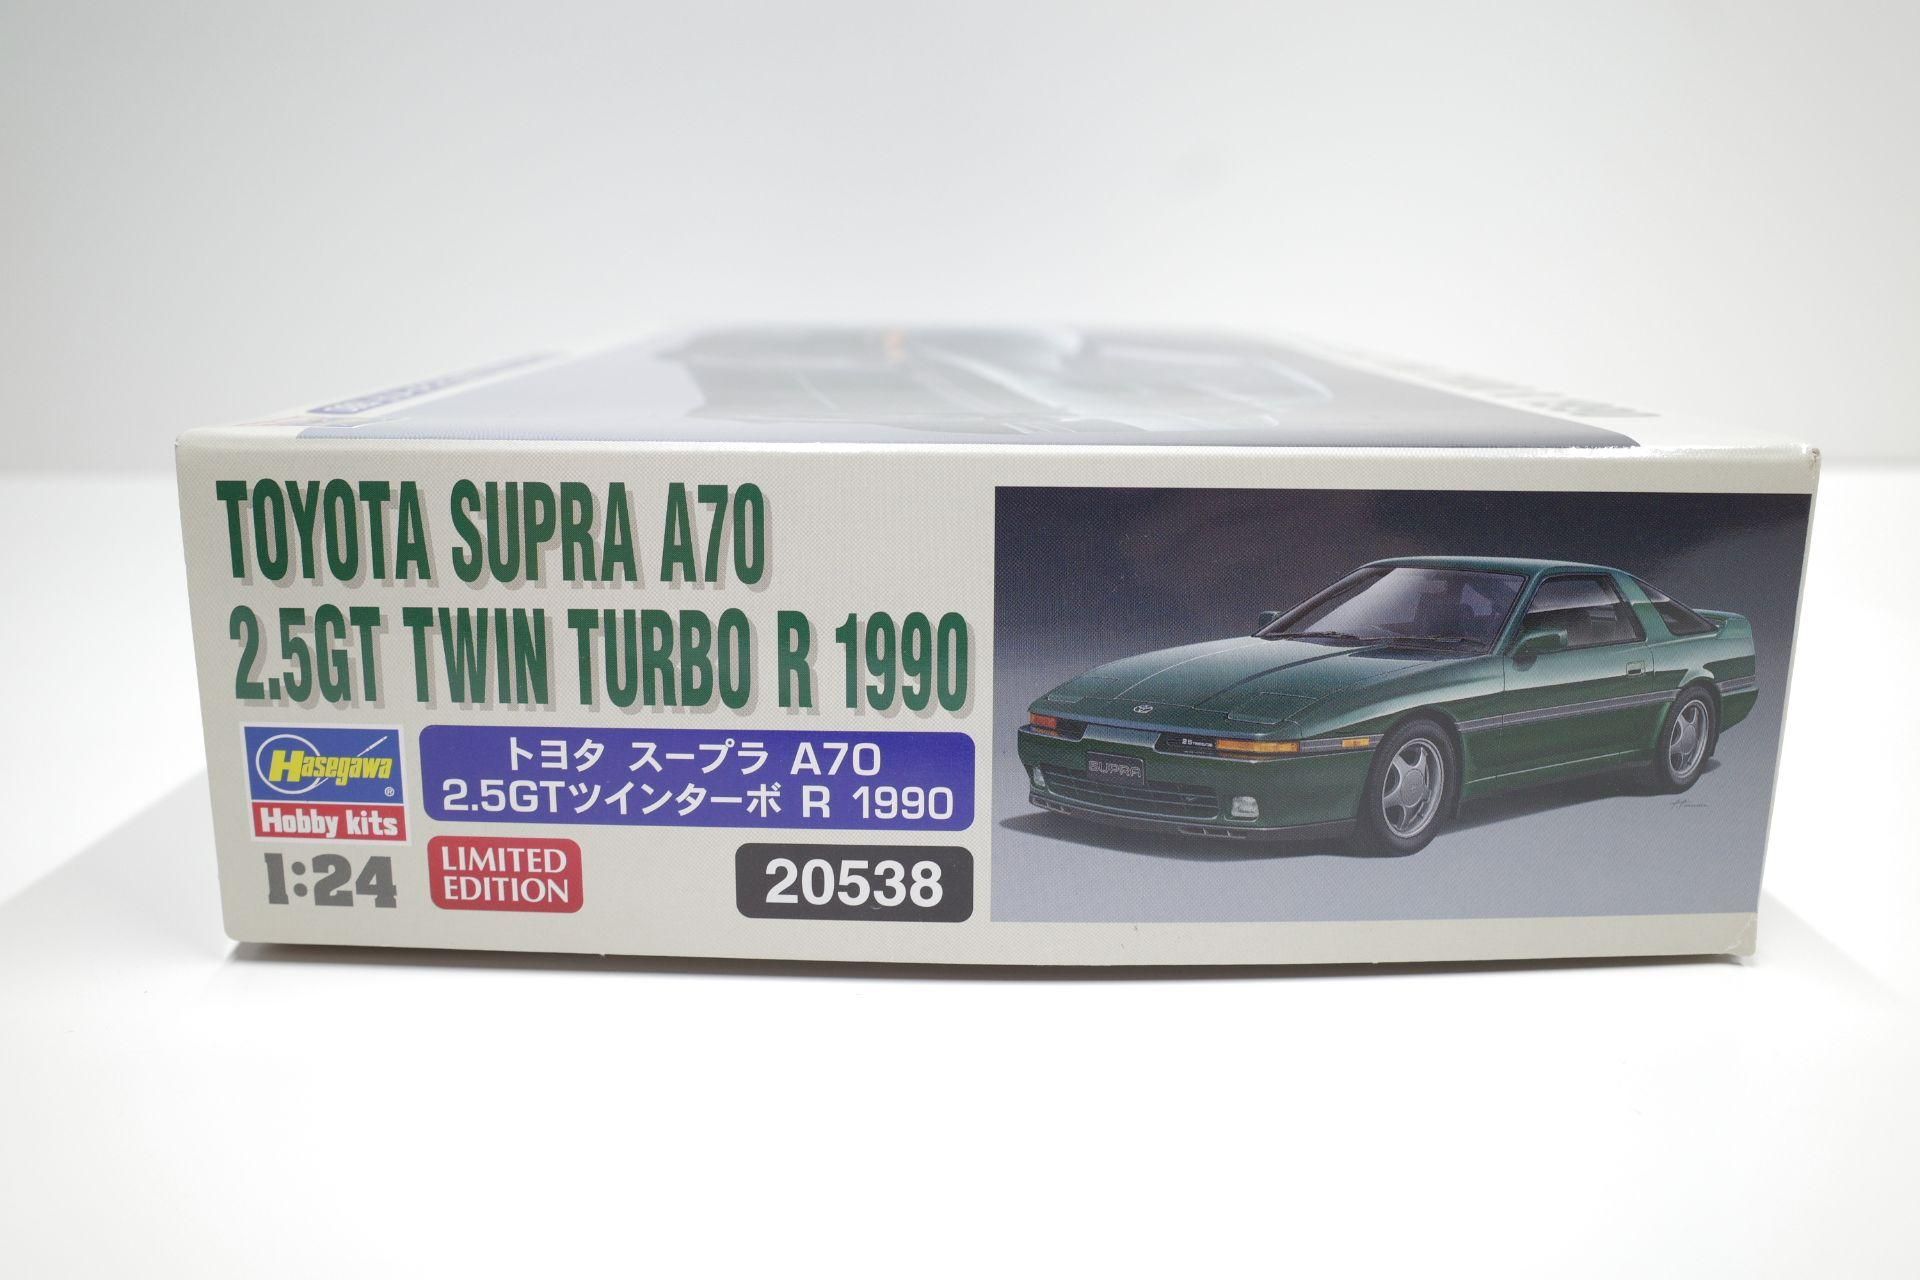 TOYOTA SUPRA A70
2.5GT TWIN TURBO R 1990
Hasegawa®
Hobby kits
トヨタ スープラ A70
2.5GTツインターボ R 1990
1:24
LIMITED
EDITION
20538
SUPRA